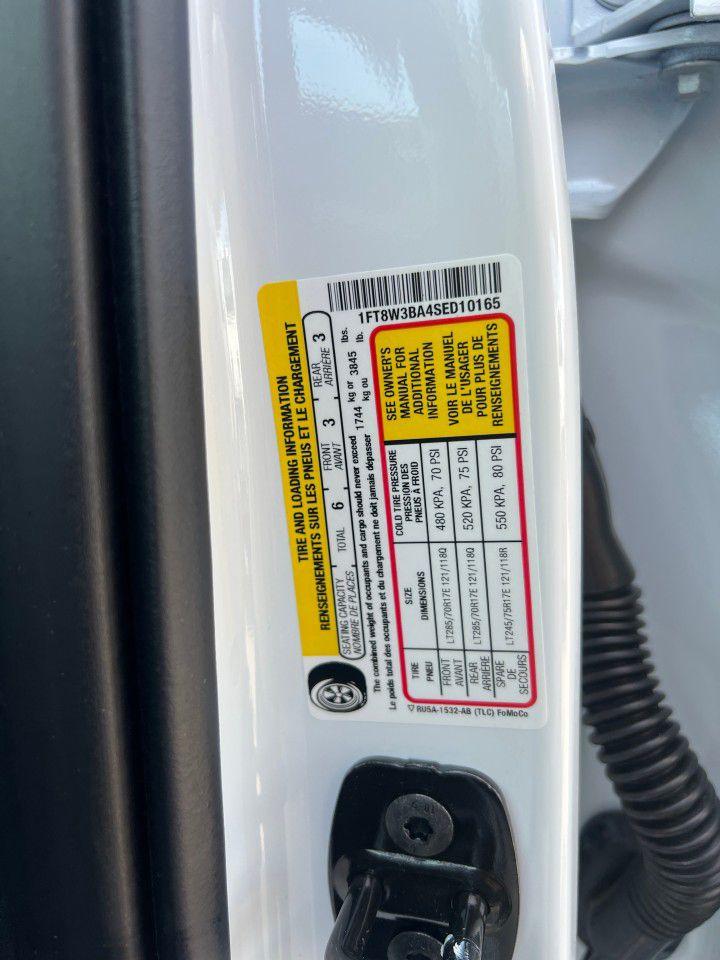 1FT8W3BA4SED10165
TIRE AND LOADING INFORMATION
RENSEIGNEMENTS SUR LES PNEUS ET LE CHARGEMENT
SEATING CAPACITY
NOMBRE DE PLACES
TOTAL 6
FRONT
AVANT
3
REAR
ARRIÈRE
3
The combined weight of occupants and cargo should never exceed
Le poids total des occupants et du chargement ne doit jamais dépasser
1744 kg or 3845 lbs.
kg ou lb.
TIRE
PNEU
SIZE
DIMENSIONS
COLD TIRE PRESSURE
PRESSION DES
PNEUS À FROID
FRONT
AVANT
LT285/70R17E 121/118Q
480 KPA, 70 PSI
REAR
ARRIÈRE
LT285/70R17E 121/118Q
520 KPA, 75 PSI
SPARE
DE
SECOURS
LT245/75R17E 121/118R
550 KPA, 80 PSI
SEE OWNER'S
MANUAL FOR
ADDITIONAL
INFORMATION
VOIR LE MANUEL
DE L'USAGER
POUR PLUS DE
RENSEIGNEMENTS
RU5A-1532-AB (TLC) FoMoCo